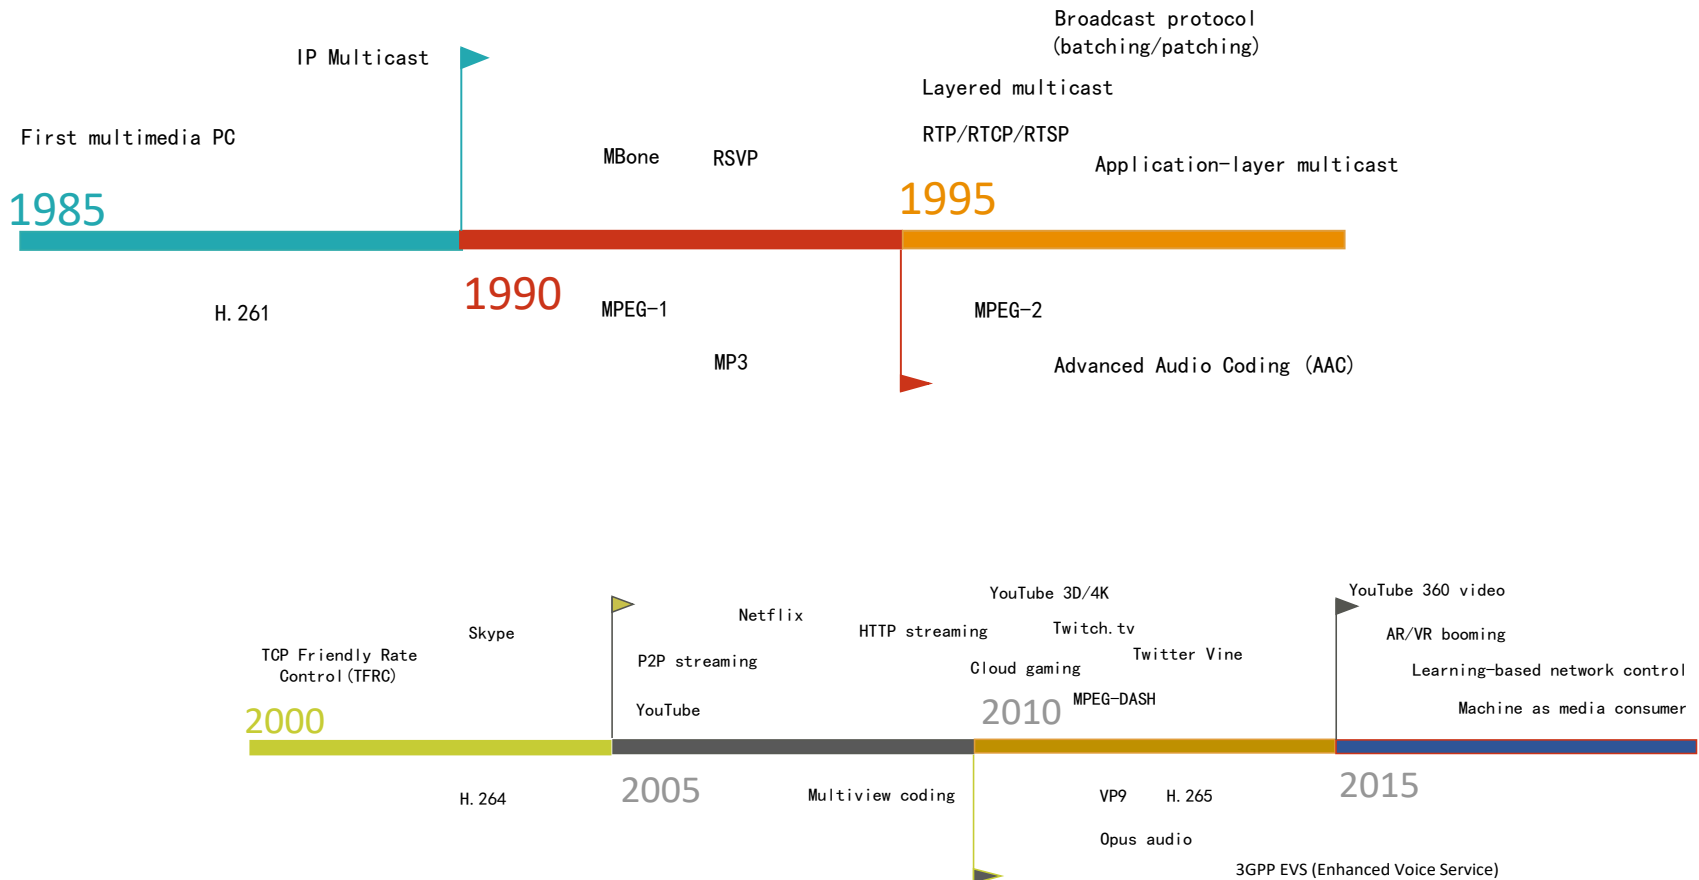 Broadcast protocol
(batching/patching)
IP Multicast
Layered multicast
First multimedia PC
RTP/RTCP/RTSP
MBone
RSVP
Application-layer multicast
1985
1995
1990
H.261
MPEG-1
MPEG-2
MP3
Advanced Audio Coding (AAC)
YouTube 3D/4K
YouTube 360 video
Netflix
Skype
HTTP streaming
Twitch.tv
AR/VR booming
TCP Friendly Rate
Control(TFRC)
P2P streaming
Cloud gaming
Twitter Vine
Learning-based network control
YouTube
MPEG-DASH
Machine as media consumer
2000
2010
2005
2015
H.264
Multiview coding
VP9
H.265
Opus audio
3GPP EVS (Enhanced Voice Service)